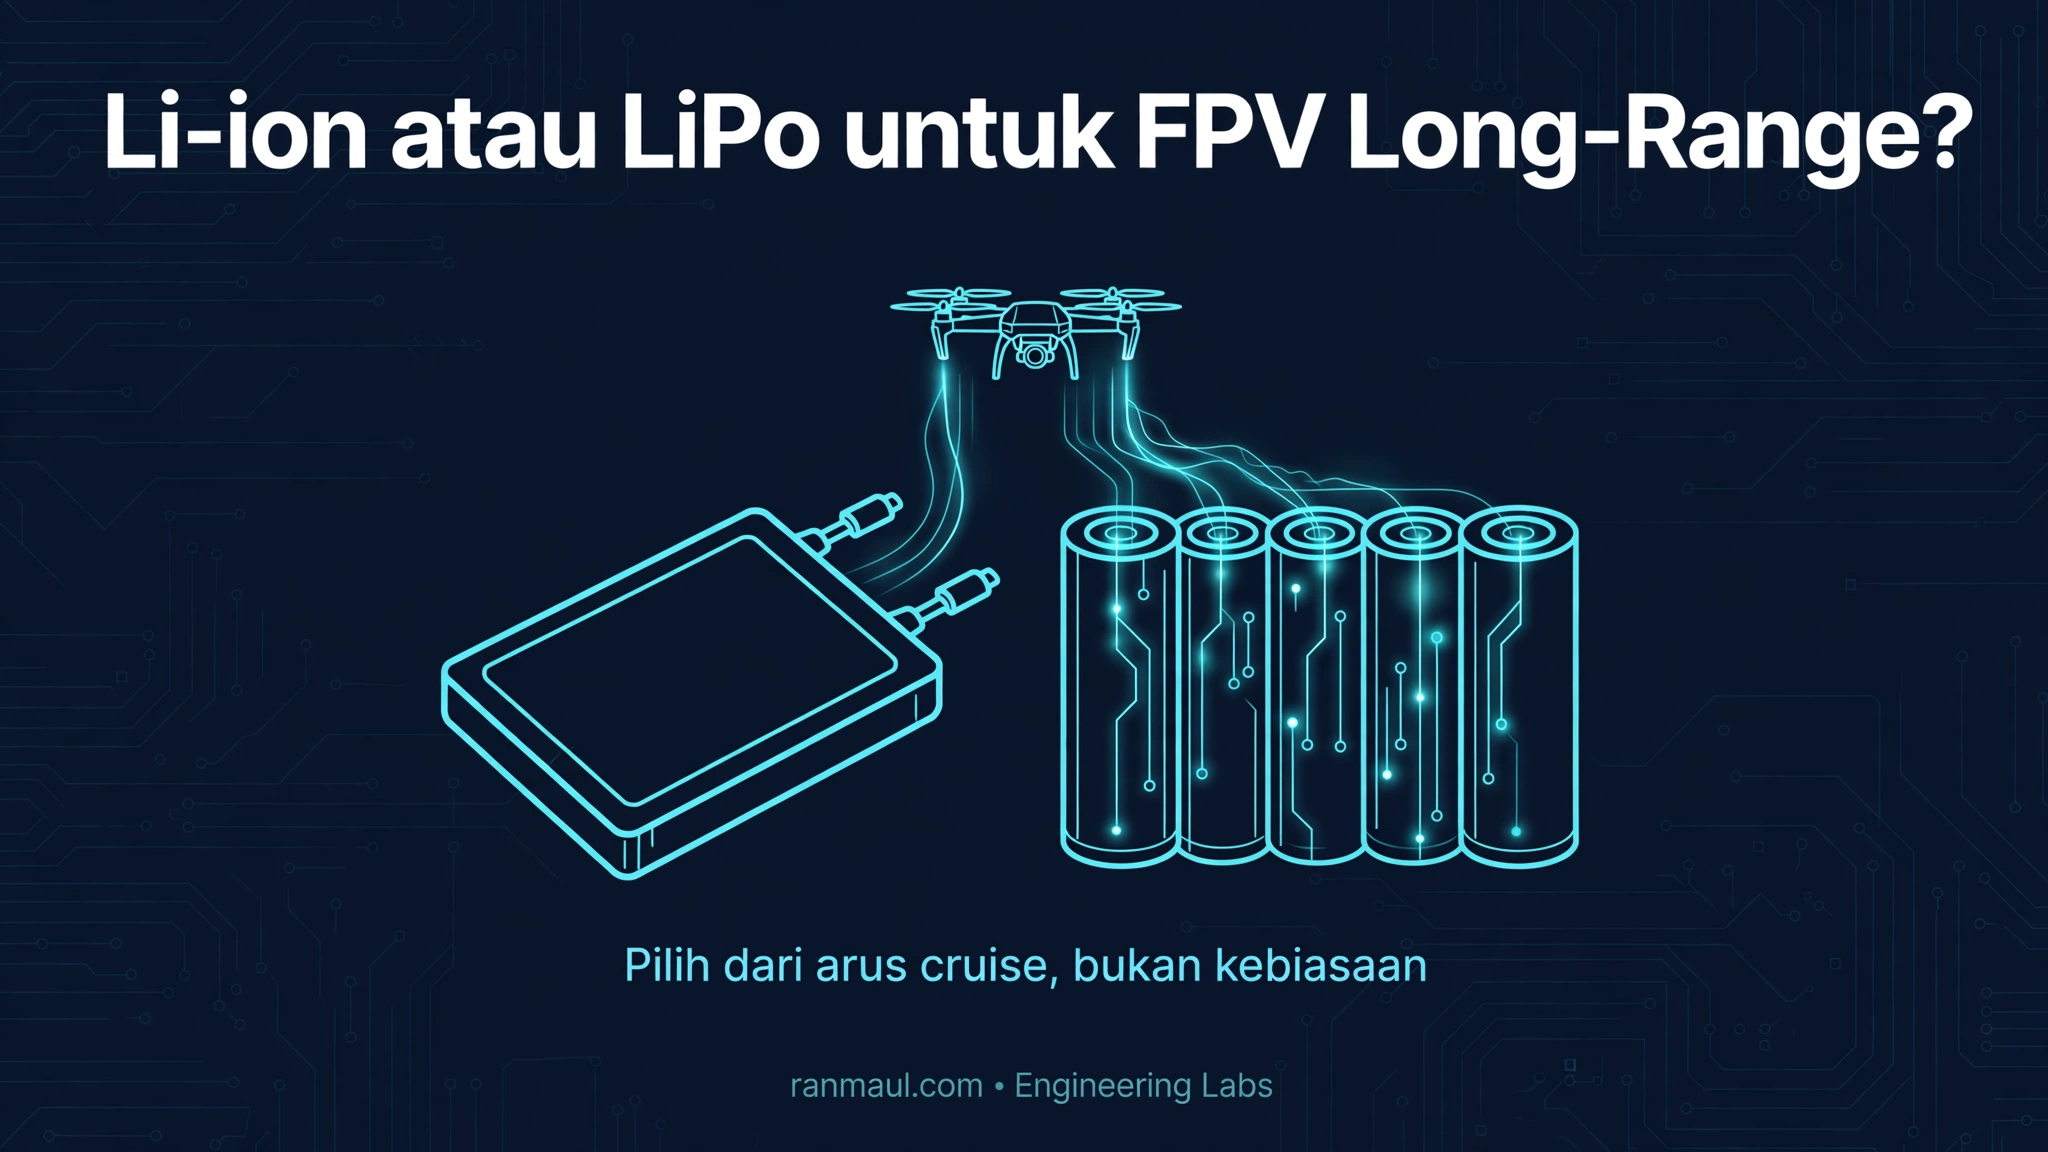 Li-ion atau LiPo untuk FPV Long-Range?
Pilih dari arus cruise, bukan kebiasaan
ranmaul.com • Engineering Labs